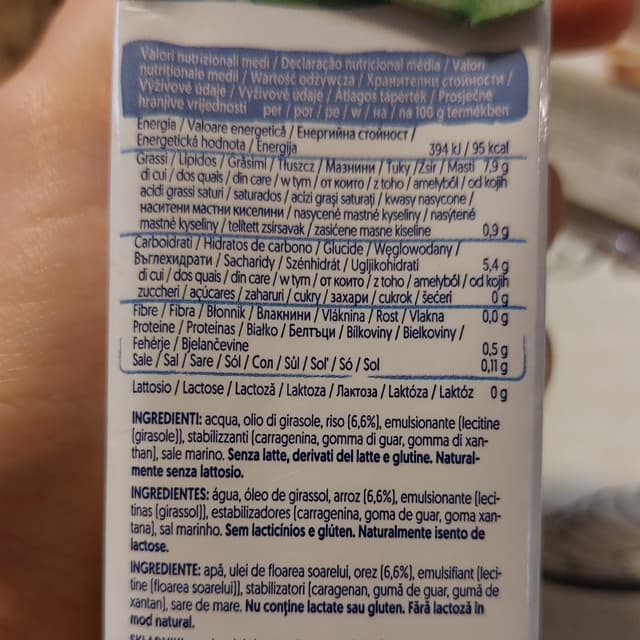 Valori nutrizionali medi / Declaração nutricional média / Valori
nutriționale medii / Wartość odżywcza / Хранителни стойности /
Výživové údaje / Výživové údaje / Átlagos tápérték / Prosječne
hranjive vrijednosti per / por / pe / w / на / na 100 g termékben
Energia / Valoare energetică / Енергийна стойност /
Energetická hodnota / Energija 394 kJ / 95 kcal
Grassi / Lípidos / Grăsimi / Tłuszcz / Мазнини / Tuky /Zsír / Masti 7,9 g
di cui / dos quais / din care / w tym / от които / z toho / amelyből / od kojih
acidi grassi saturi / saturados / acizi grași saturați / kwasy nasycone /
наситени мастни киселини / nasycené mastné kyseliny / nasýtené
mastné kyseliny / telített zsírsavak / zasićene masne kiseline 0,9 g
Carboidrati / Hidratos de carbono / Glucide / Węglowodany /
Въглехидрати / Sacharidy / Szénhidrát / Ugljikohidrati 5,4 g
di cui / dos quais / din care / w tym / от които / z toho / amelyből / od kojih
zuccheri / açúcares / zaharuri / cukry / захари / cukrok / šećeri 0 g
Fibre / Fibra / Błonnik / Влакнини / Vláknina / Rost / Vlakna 0,0 g
Proteine / Proteínas / Białko / Белтъци / Bílkoviny / Bielkoviny /
Fehérje / Bjelančevine 0,5 g
Sale / Sal / Sare / Sól / Сол / Sůl / Soľ / Só / Sol 0,11 g
Lattosio / Lactose / Lactoză / Laktoza / Лактоза / Laktóza / Laktóz 0 g
INGREDIENTI: acqua, olio di girasole, riso (6,6%), emulsionante (lecitine
(girasole)), stabilizzanti (carragenina, gomma di guar, gomma di xan-
than), sale marino. Senza latte, derivati del latte e glutine. Natural-
mente senza lattosio.
INGREDIENTES: água, óleo de girassol, arroz (6,6%), emulsionante (leci-
tinas (girassol)), estabilizadores (carragenina, goma de guar, goma xan-
tana), sal marinho. Sem lacticínios e glúten. Naturalmente isento de
lactose.
INGREDIENTE: apă, ulei de floarea soarelui, orez (6,6%), emulsifiant (leci-
tine (floarea soarelui)), stabilizatori (caragenan, gumă de guar, gumă de
xantan), sare de mare. Nu conține lactate sau gluten. Fără lactoză în
mod natural.